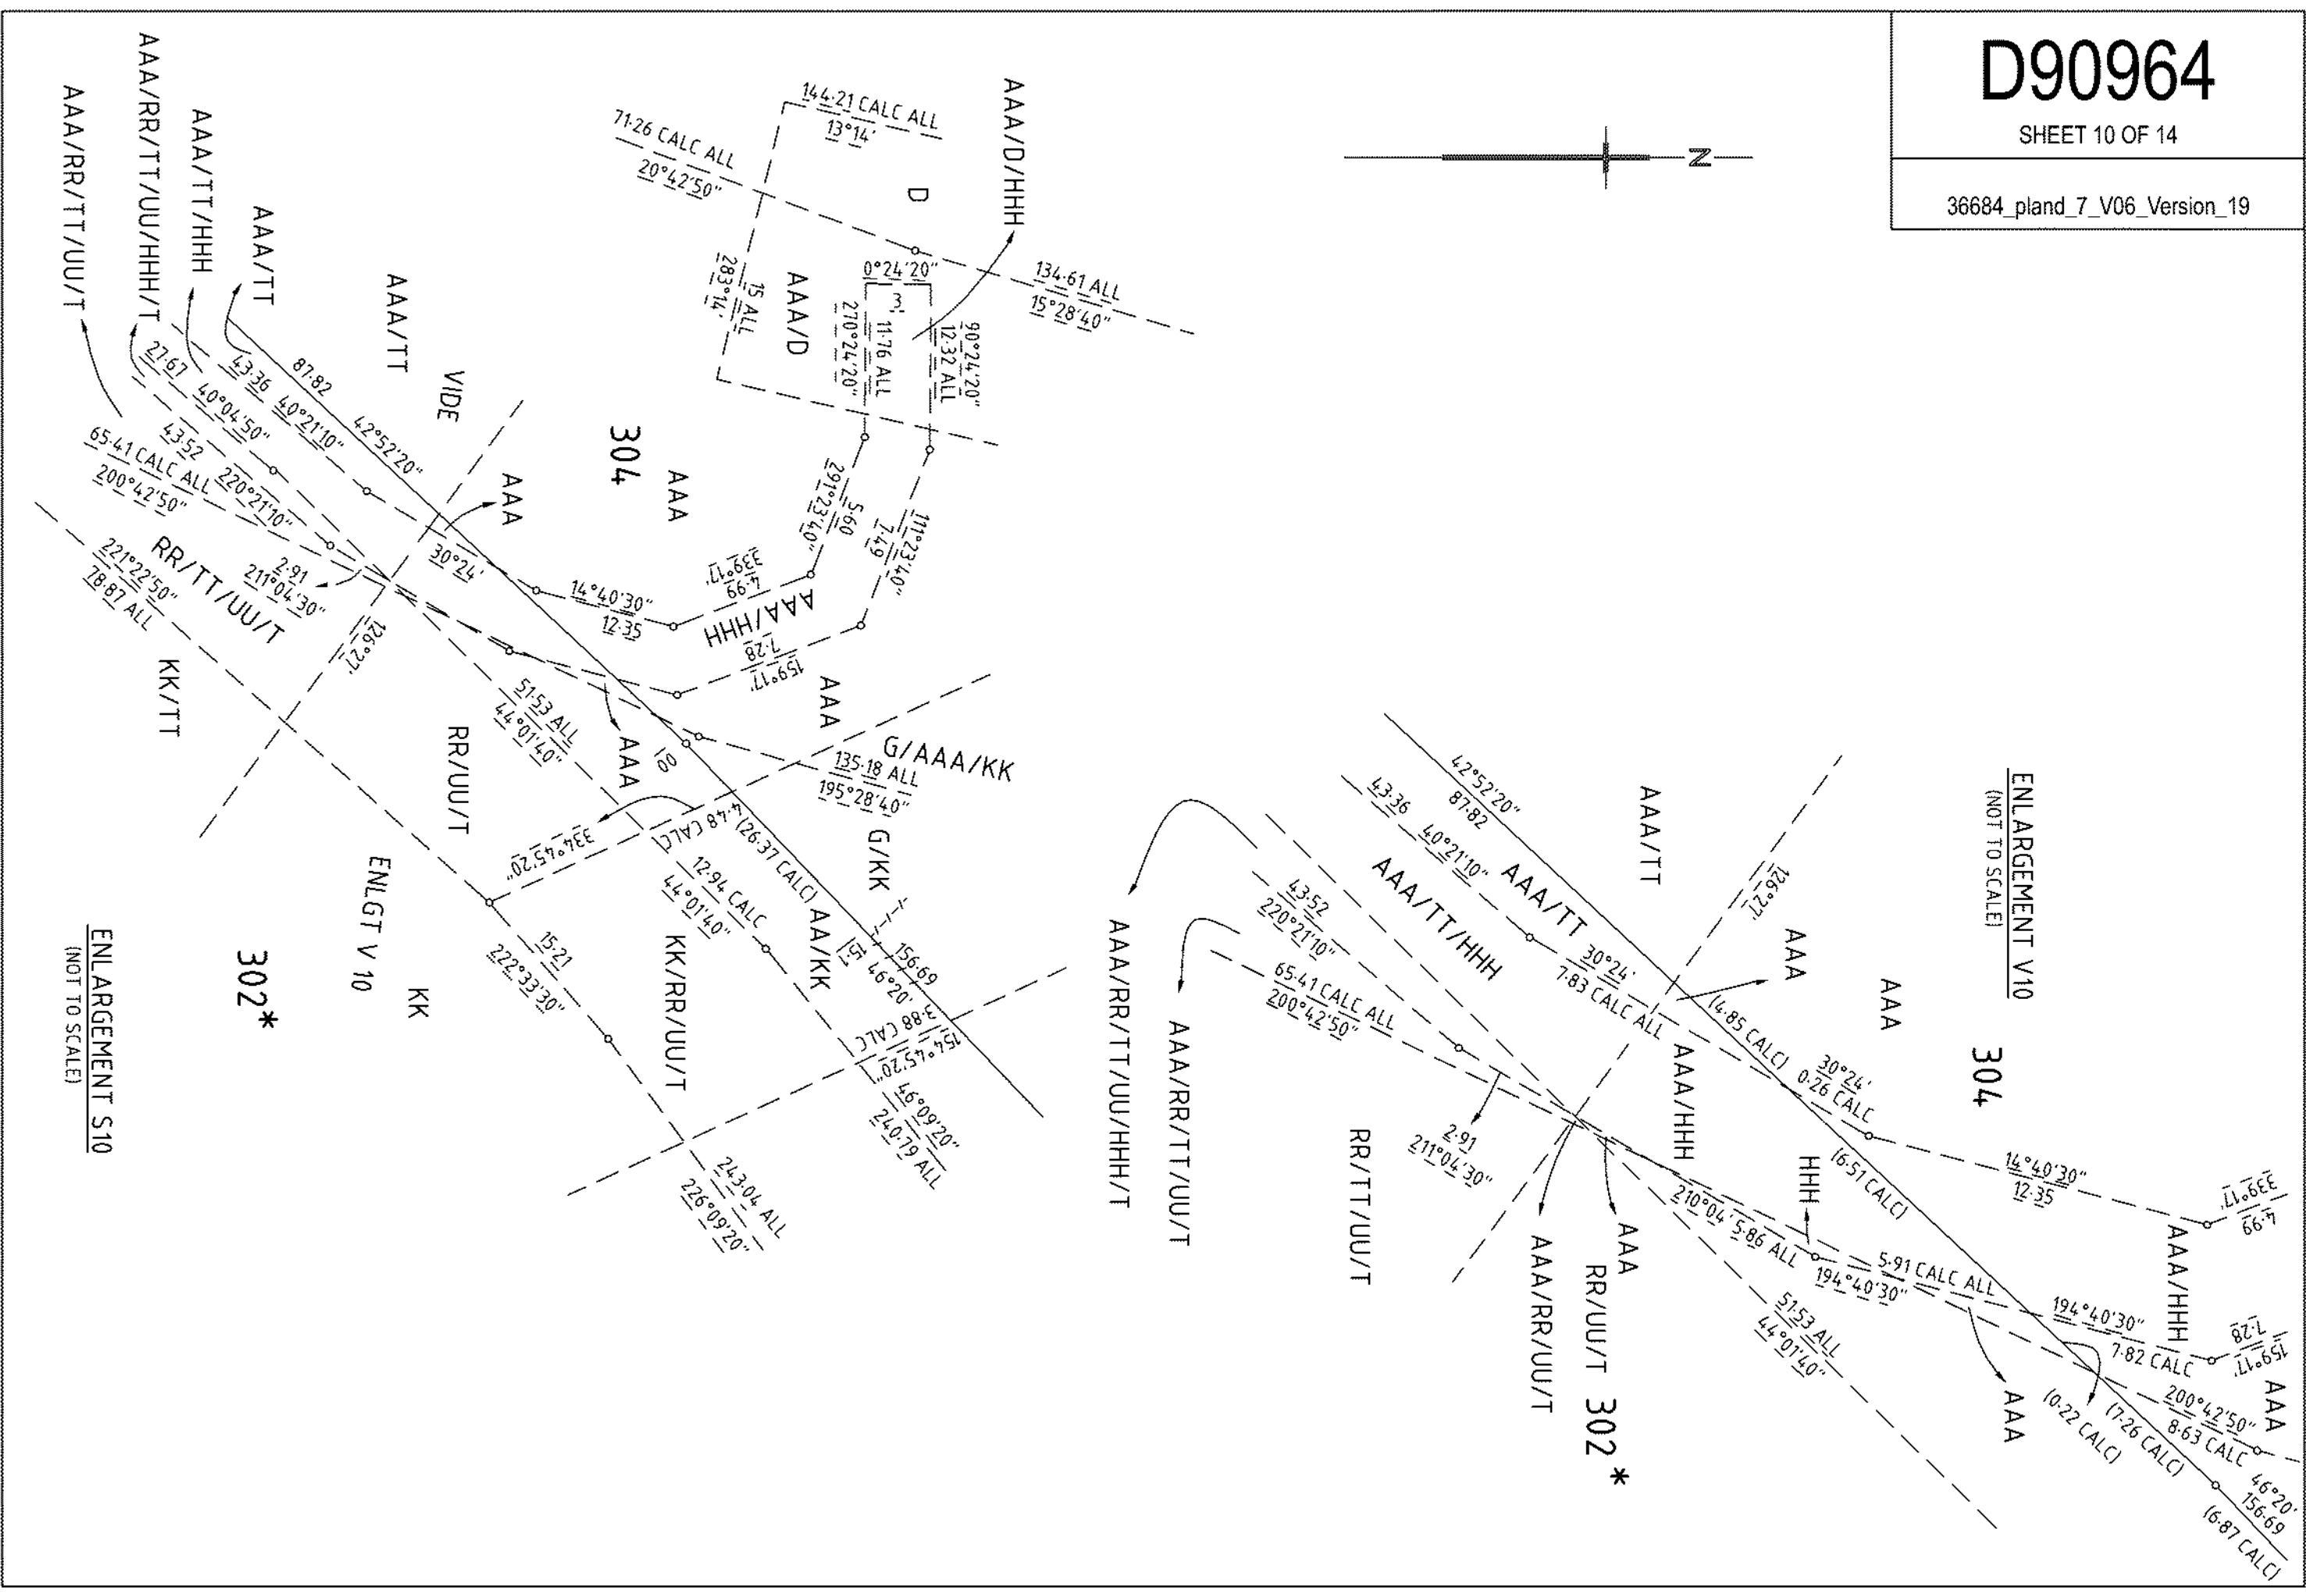 D90964
SHEET 10 OF 14
36684_pland_7_V06_Version_19
N
144·21 CALC ALL
13°14'
71·26 CALC ALL
20°42'50"
D
AAA/D/HHH
134·61 ALL
15°28'40"
0°24'20"
3
90°24'20"
12·32 ALL
11·76 ALL
270°24'20"
AAA/D
15 ALL
283°14'
AAA/RR/TT/UU/T
AAA/RR/TT/UU/HHH/T
AAA/TT/HHH
AAA/TT
AAA/TT
VIDE
304
AAA
AAA
87·82
42°52'20"
43·36
40°21'10"
27·67
40°04'50"
43·52
220°21'10"
65·41 CALC ALL
200°42'50"
2·91
211°04'30"
RR/TT/UU/T
221°22'50"
78·87 ALL
KK/TT
126°27'
30°24'
14°40'30"
12·35
339°17'
4·99
291°23'40"
5·60
111°23'40"
7·49
AAA/HHH
7·28
159°17'
AAA
AAA
G/AAA/KK
135·18 ALL
195°28'40"
G/KK
51·53 ALL
44°01'40"
RR/UU/T
4·48 CALC
334°45'20"
(26·37 CALC)
AA/KK
12·94 CALC
44°01'40"
156·69
46°20'
3·88 CALC
154°45'20"
KK/RR/UU/T
46°09'20"
240·79 ALL
15·21
222°33'30"
KK
243·04 ALL
226°09'20"
ENLGT V 10
302*
ENLARGEMENT S10
(NOT TO SCALE)
ENLARGEMENT V10
(NOT TO SCALE)
304
42°52'20"
87·82
43·36
40°21'10"
AAA/TT
126°27'
AAA
AAA
AAA/TT
AAA/TT/HHH
30°24'
7·83 CALC ALL
(4·85 CALC)
30°24'
0·26 CALC
43·52
220°21'10"
65·41 CALC ALL
200°42'50"
AAA/RR/TT/UU/HHH/T
AAA/RR/TT/UU/T
2·91
211°04'30"
RR/TT/UU/T
AAA/HHH
HHH
(6·51 CALC)
14°40'30"
12·35
339°17'
4·99
AAA/HHH
210°04'
5·86 ALL
194°40'30"
5·91 CALC ALL
194°40'30"
7·82 CALC
7·28
159°17'
AAA
200°42'50"
8·63 CALC
AAA
AAA/RR/UU/T
RR/UU/T
302*
51·53 ALL
44°01'40"
AAA
(0·22 CALC)
(7·26 CALC)
46°20'
156·69
(6·87 CALC)